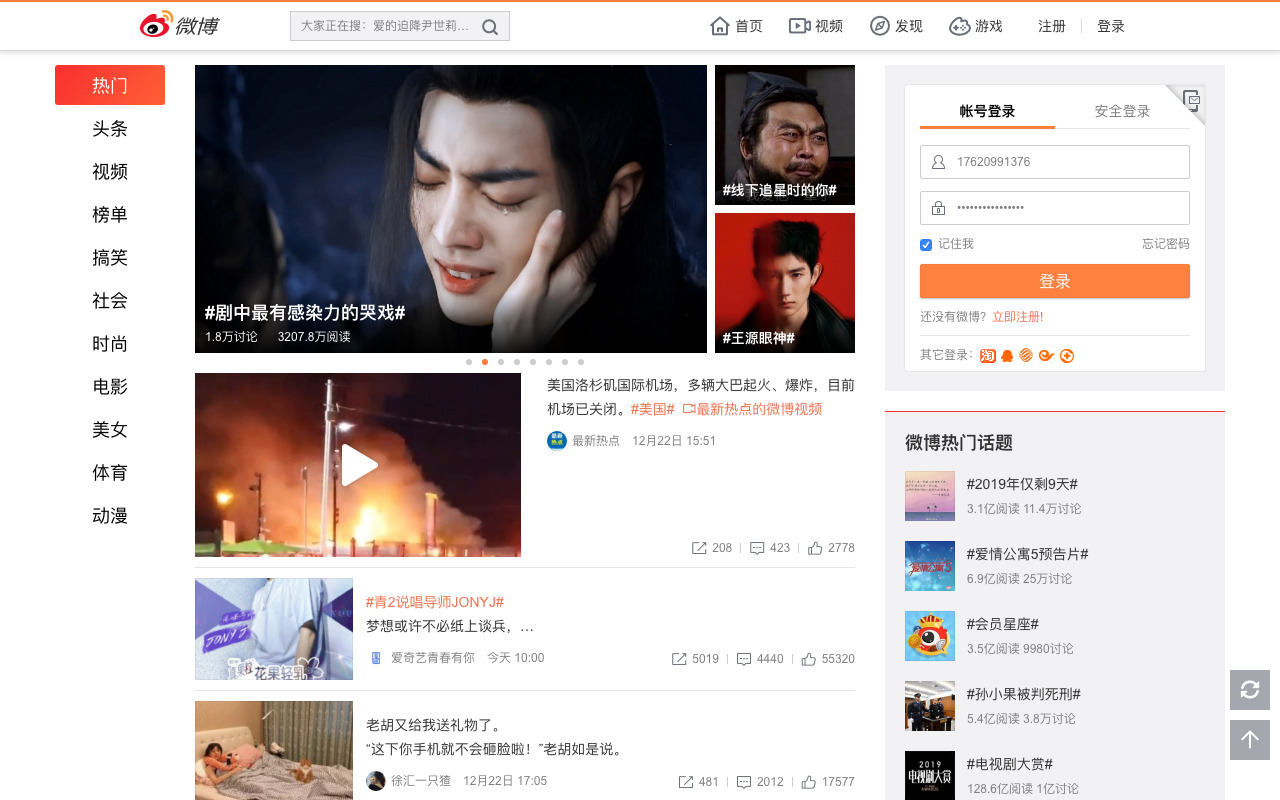 微博
大家正在搜：爱的迫降尹世莉…
首页
视频
发现
游戏
注册
登录
热门
头条
视频
榜单
搞笑
社会
时尚
电影
美女
体育
动漫
#剧中最有感染力的哭戏#
1.8万讨论 3207.8万阅读
#线下追星时的你#
#王源眼神#
美国洛杉矶国际机场，多辆大巴起火、爆炸，目前
机场已关闭。#美国# 最新热点的微博视频
最新热点 12月22日 15:51
208 423 2778
#青2说唱导师JONYJ#
梦想或许不必纸上谈兵，…
爱奇艺青春有你 今天 10:00
5019 4440 55320
JONY J
花果轻乳
老胡又给我送礼物了。
“这下你手机就不会砸脸啦！”老胡如是说。
徐汇一只獾 12月22日 17:05
481 2012 17577
帐号登录
安全登录
17620991376
••••••••••••••••
记住我
忘记密码
登录
还没有微博？立即注册!
其它登录：
淘
微博热门话题
#2019年仅剩9天#
3.1亿阅读 11.4万讨论
#爱情公寓5预告片#
6.9亿阅读 25万讨论
爱情公寓5
#会员星座#
3.5亿阅读 9980讨论
#孙小果被判死刑#
5.4亿阅读 3.8万讨论
#电视剧大赏#
128.6亿阅读 1亿讨论
2019
电视剧大赏